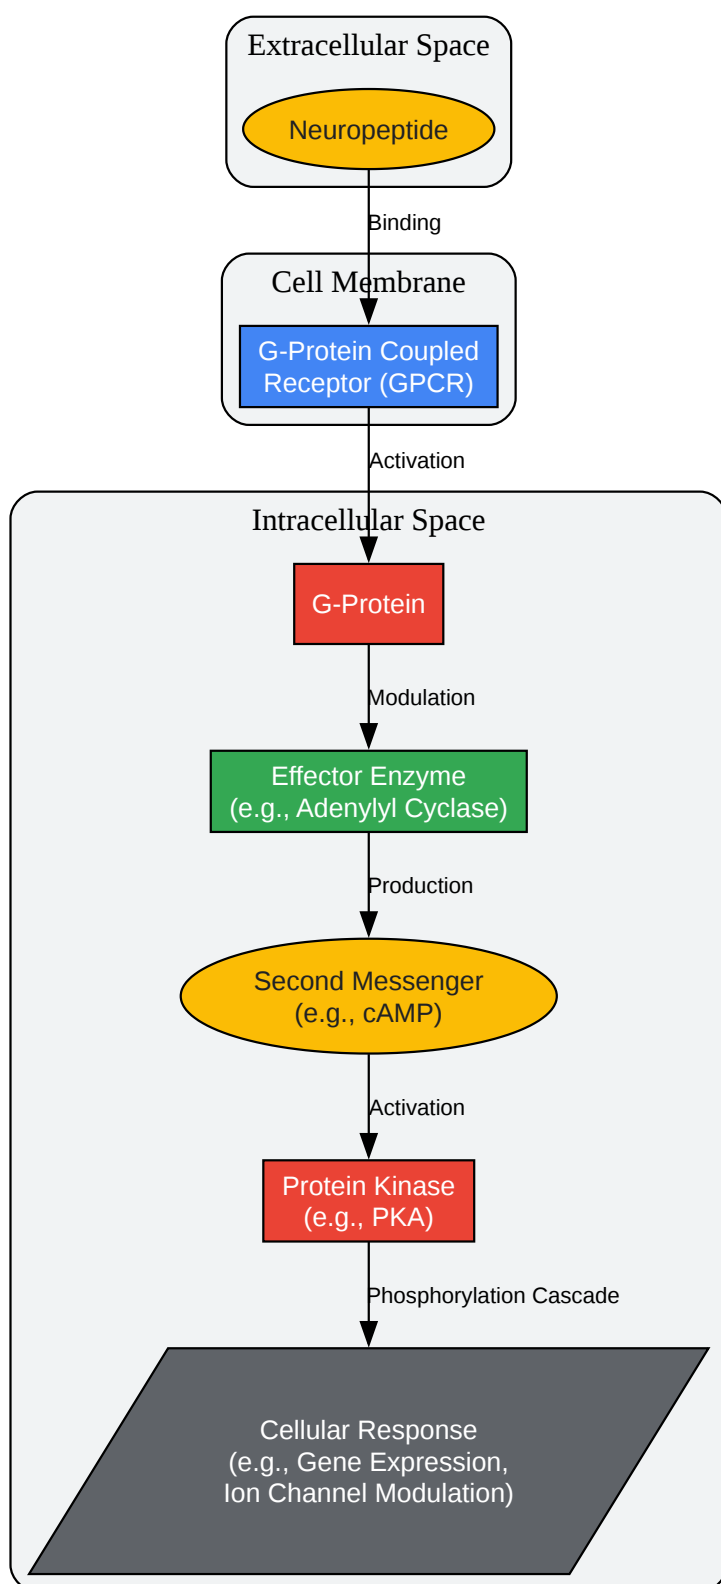 Extracellular Space
Neuropeptide
Binding
Cell Membrane
G-Protein Coupled
Receptor (GPCR)
Activation
Intracellular Space
G-Protein
Modulation
Effector Enzyme
(e.g., Adenylyl Cyclase)
Production
Second Messenger
(e.g., cAMP)
Activation
Protein Kinase
(e.g., PKA)
Phosphorylation Cascade
Cellular Response
(e.g., Gene Expression,
Ion Channel Modulation)